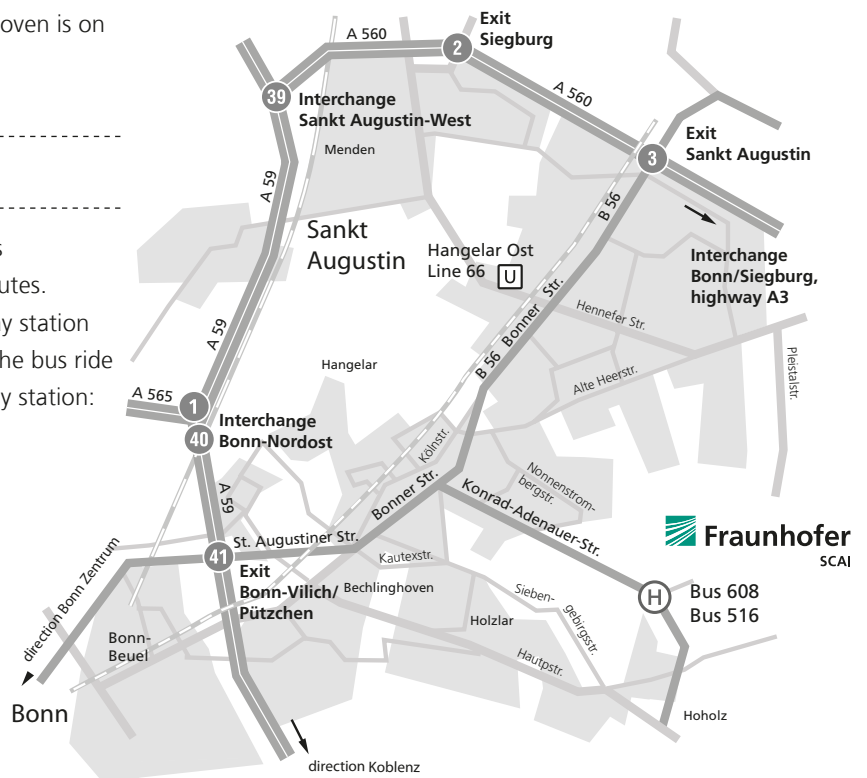 oven is on
s
utes.
ay station
he bus ride
y station:
A 560
2
Exit
Siegburg
39
Interchange
Sankt Augustin-West
A 560
Exit
Sankt Augustin
3
Menden
A 59
B 56
Sankt
Augustin
Hangelar Ost
Line 66
U
Interchange
Bonn/Siegburg,
highway A3
A 59
B 56 Bonner Str.
Hennefer Str.
Hangelar
Alte Heerstr.
Pleistalstr.
A 565
1
40
Interchange
Bonn-Nordost
Kölnstr.
A 59
Bonner Str.
Nonnenstrom-
bergstr.
Konrad-Adenauer-Str.
Fraunhofer
SCAI
St. Augustiner Str.
41
Exit
Bonn-Vilich/
Pützchen
Kautexstr.
Bechlinghoven
direction Bonn Zentrum
Sieben-
gebirgsstr.
H
Bus 608
Bus 516
Holzlar
Bonn-
Beuel
Hauptpstr.
Bonn
Hoholz
direction Koblenz